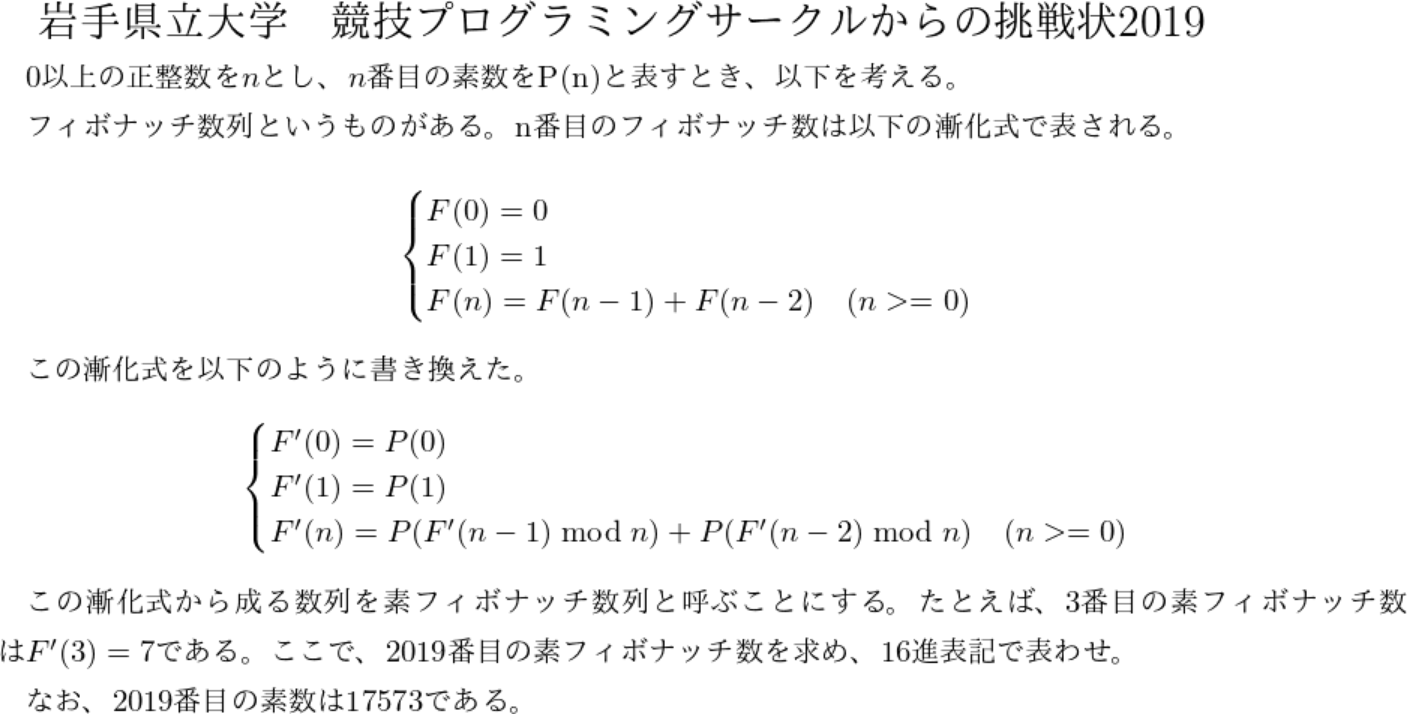 岩手県立大学　競技プログラミングサークルからの挑戦状2019
0以上の正整数をnとし、n番目の素数をP(n)と表すとき、以下を考える。
フィボナッチ数列というものがある。n番目のフィボナッチ数は以下の漸化式で表される。
F(0) = 0
F(1) = 1
F(n) = F(n − 1) + F(n − 2)　(n >= 0)
この漸化式を以下のように書き換えた。
F′(0) = P(0)
F′(1) = P(1)
F′(n) = P(F′(n − 1) mod n) + P(F′(n − 2) mod n)　(n >= 0)
この漸化式から成る数列を素フィボナッチ数列と呼ぶことにする。たとえば、3番目の素フィボナッチ数
はF′(3) = 7である。ここで、2019番目の素フィボナッチ数を求め、16進表記で表わせ。
なお、2019番目の素数は17573である。